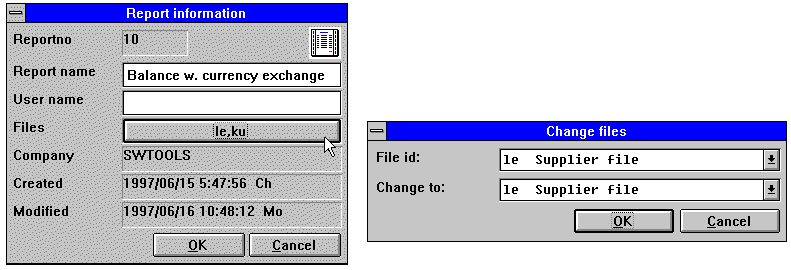 Report information
Reportno 10
Report name Balance w. currency exchange
User name
Files le,ku
Company SWTOOLS
Created 1997/06/15 5:47:56 Ch
Modified 1997/06/16 10:48:12 Mo
OK Cancel
Change files
File id: le Supplier file
Change to: le Supplier file
OK Cancel